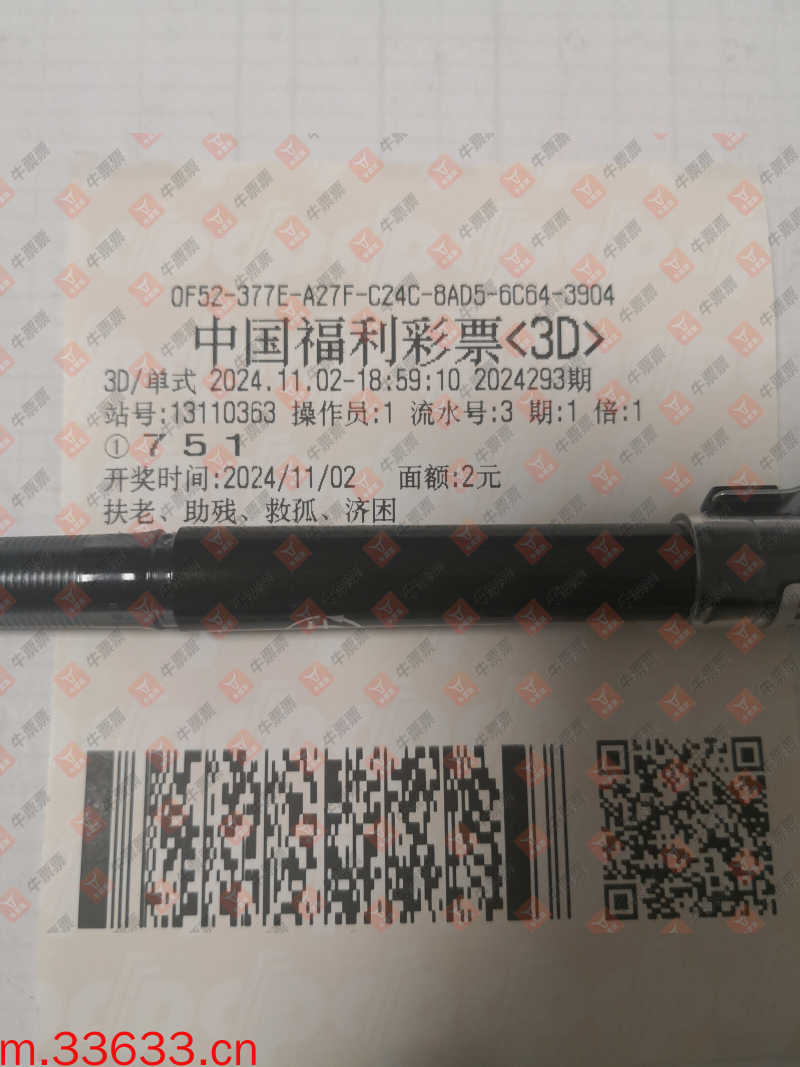 0F52-377E-A27F-C24C-8AD5-6C64-3904
中国福利彩票<3D>
3D/单式 2024.11.02-18:59:10 2024293期
站号:13110363 操作员:1 流水号:3 期:1 倍:1
① 7 5 1
开奖时间:2024/11/02 面额:2元
扶老、助残、救孤、济困
牛票票
m.33633.cn